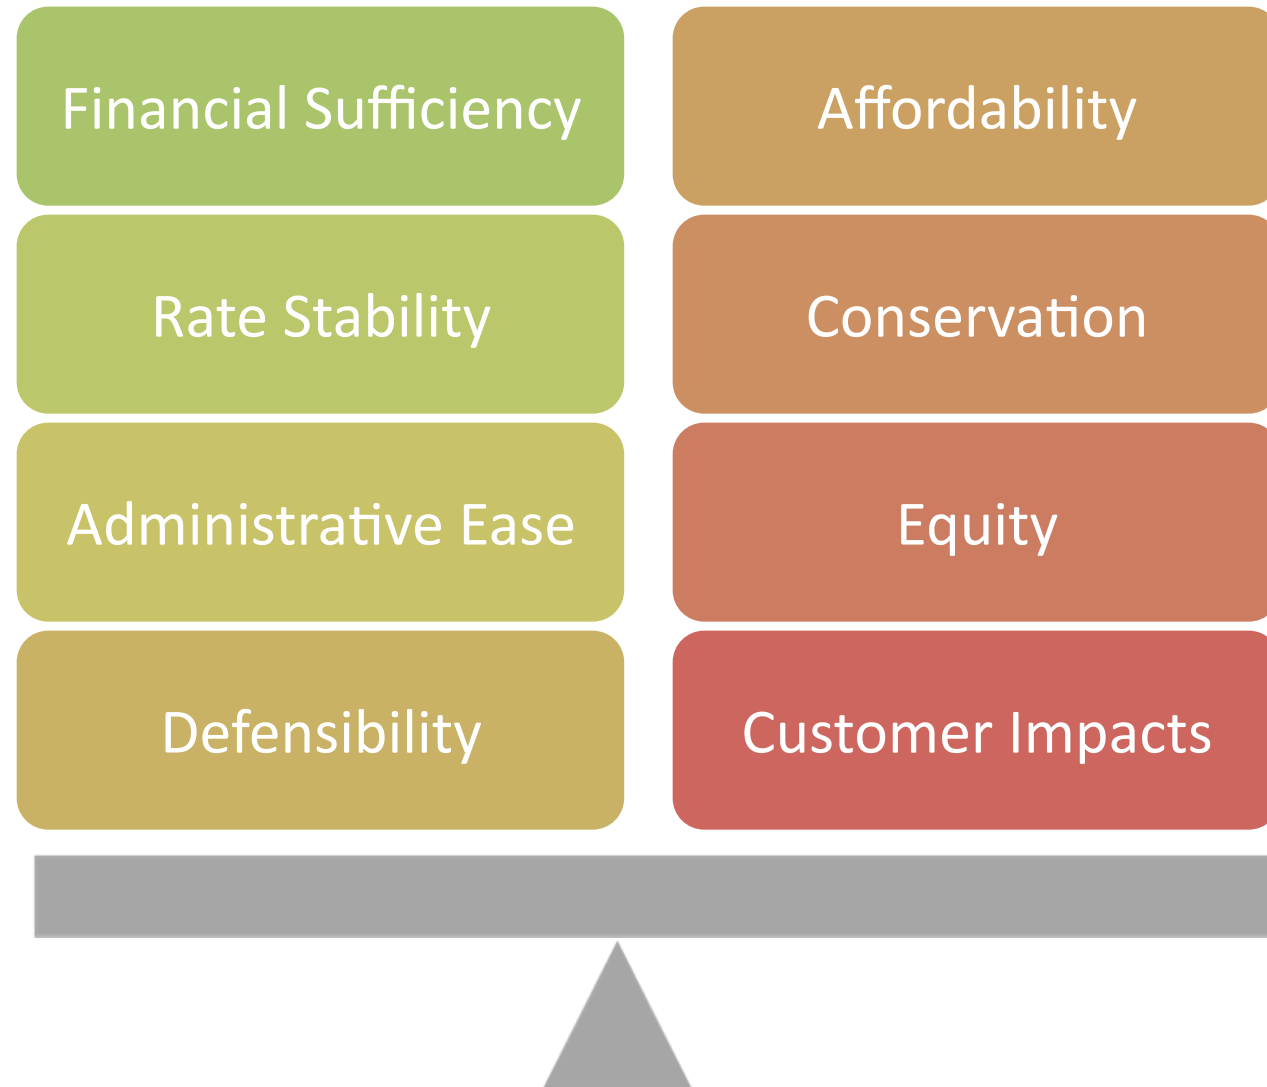 Financial Sufficiency
Rate Stability
Administrative Ease
Defensibility
Affordability
Conservation
Equity
Customer Impacts